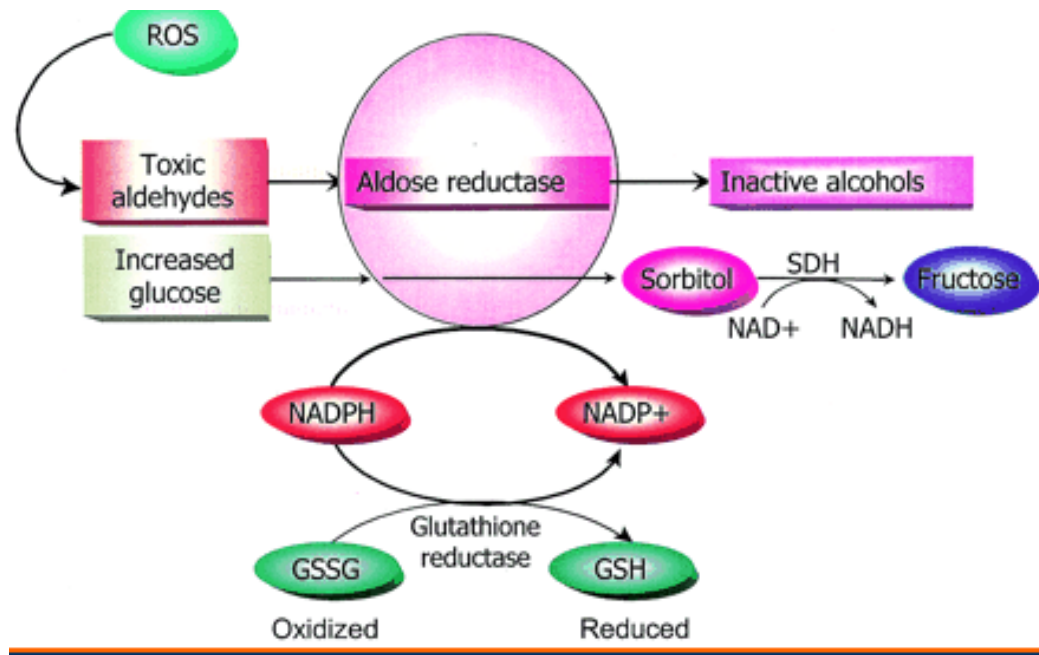 ROS
Toxic
aldehydes
Aldose reductase
Inactive alcohols
Increased
glucose
Sorbitol
SDH
Fructose
NAD+
NADH
NADPH
NADP+
Glutathione
reductase
GSSG
GSH
Oxidized
Reduced